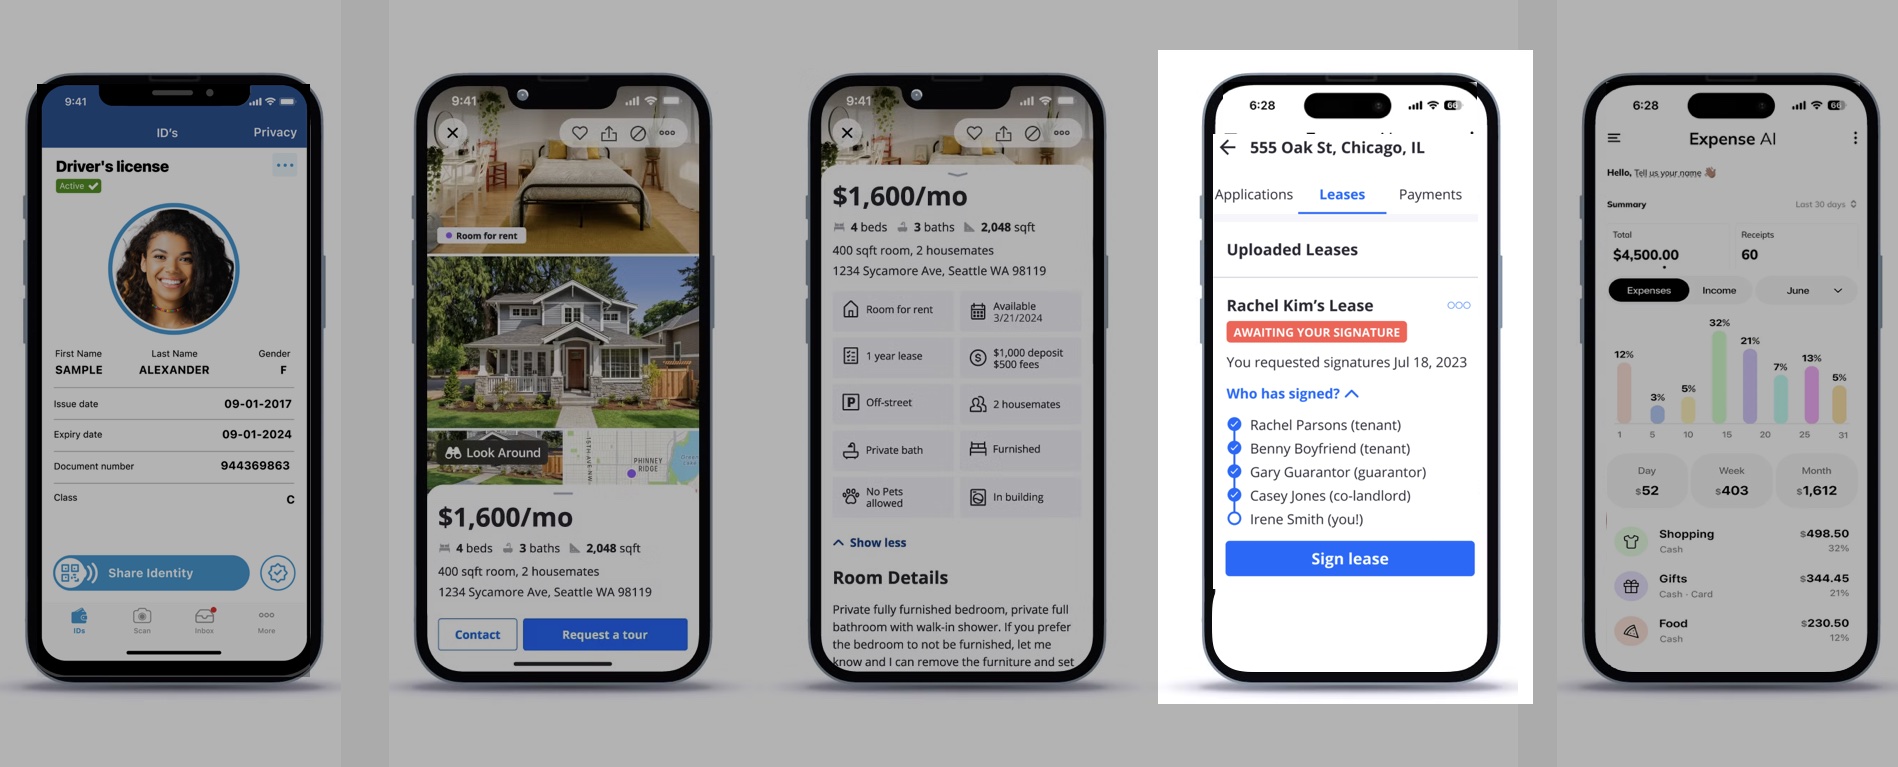 9:41
ID's Privacy
Driver's license
Active
First Name Last Name Gender
SAMPLE ALEXANDER F
Issue date 09-01-2017
Expiry date 09-01-2024
Document number 944369863
Class C
Share Identity
IDs Scan Inbox More
9:41
Room for rent
Look Around
15TH AVE NW
PHINNEY
RIDGE
$1,600/mo
4 beds 3 baths 2,048 sqft
400 sqft room, 2 housemates
1234 Sycamore Ave, Seattle WA 98119
Contact Request a tour
9:41
$1,600/mo
4 beds 3 baths 2,048 sqft
400 sqft room, 2 housemates
1234 Sycamore Ave, Seattle WA 98119
Room for rent
Available
3/21/2024
1 year lease
$1,000 deposit
$500 fees
P Off-street
2 housemates
Private bath
Furnished
No Pets
allowed
In building
Show less
Room Details
Private fully furnished bedroom, private full
bathroom with walk-in shower. If you prefer
the bedroom to not be furnished, let me
know and I can remove the furniture and set
6:28 66
555 Oak St, Chicago, IL
Applications Leases Payments
Uploaded Leases
Rachel Kim's Lease
AWAITING YOUR SIGNATURE
You requested signatures Jul 18, 2023
Who has signed?
Rachel Parsons (tenant)
Benny Boyfriend (tenant)
Gary Guarantor (guarantor)
Casey Jones (co-landlord)
Irene Smith (you!)
Sign lease
6:28 66
Expense AI
Hello, Tell us your name
Summary Last 30 days
Total Receipts
$4,500.00 60
Expenses Income June
12% 3% 5% 32% 21% 7% 13% 5%
1 5 10 15 20 25 31
Day Week Month
$52 $403 $1,612
Shopping $498.50
Cash 32%
Gifts $344.45
Cash · Card 21%
Food $230.50
Cash 12%